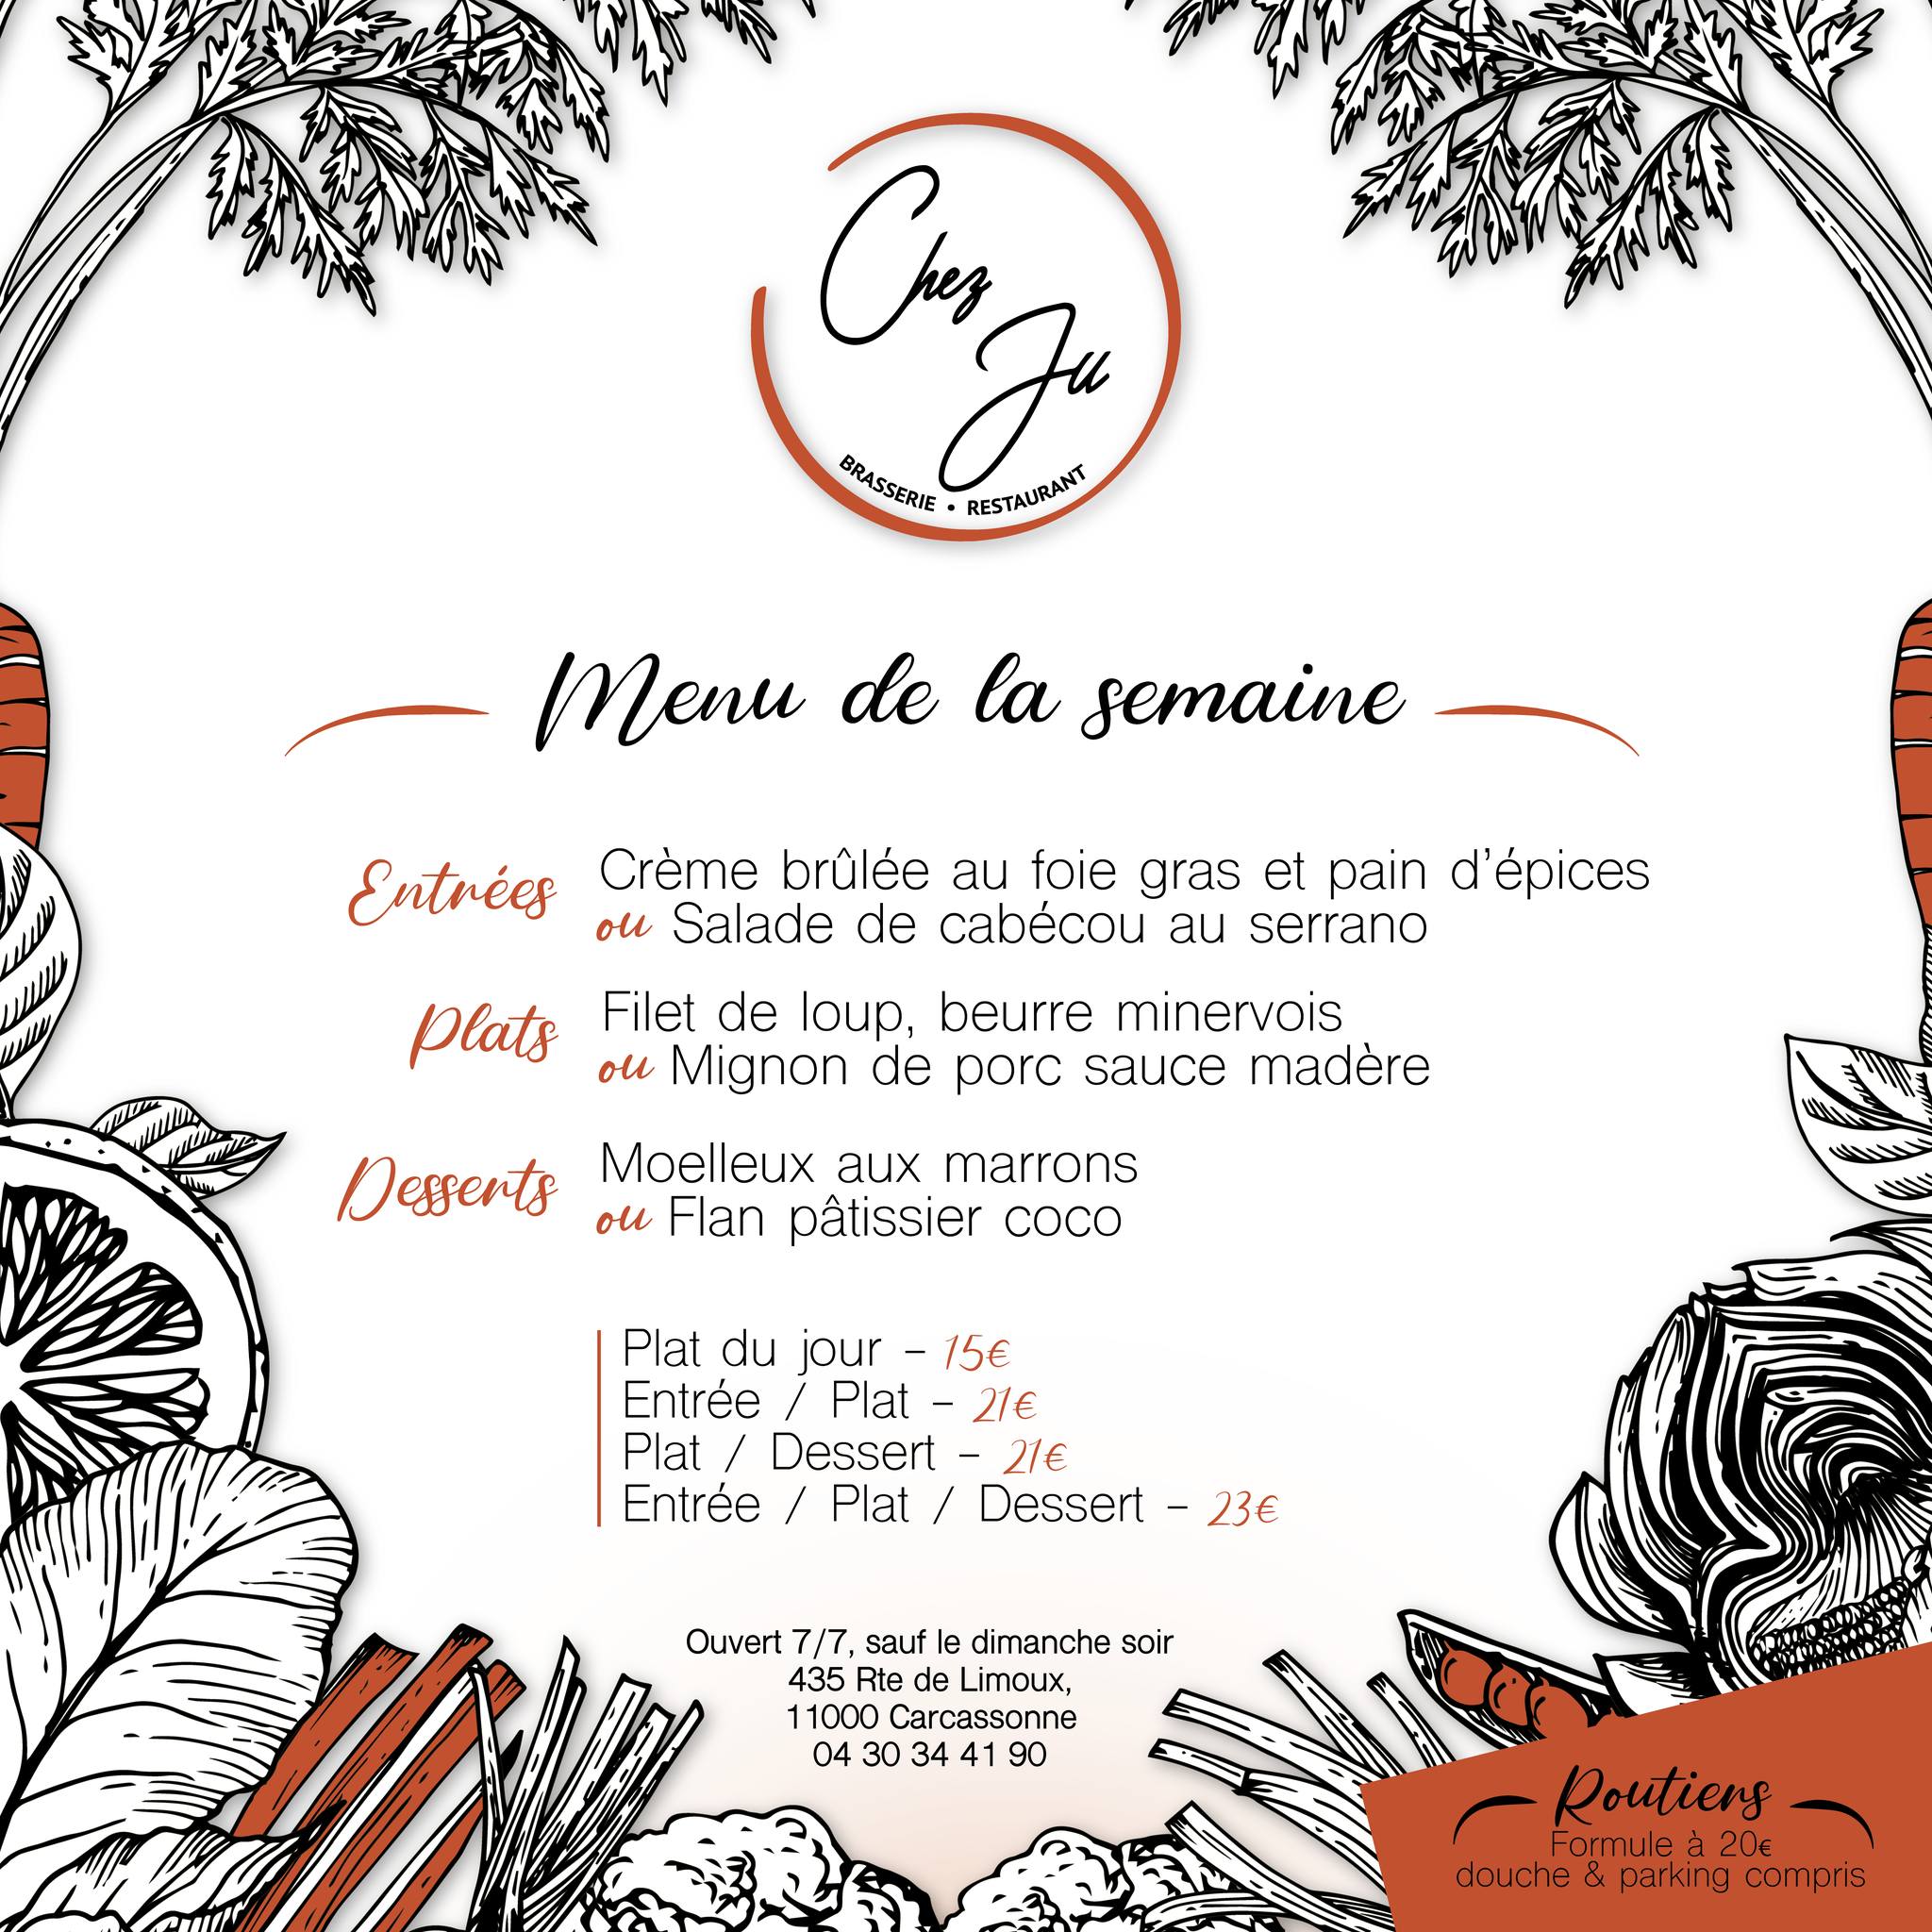 Chez
Ju
BRASSERIE • RESTAURANT
Menu de la semaine
Entrées
Crème brûlée au foie gras et pain d'épices
ou Salade de cabécou au serrano
Plats
Filet de loup, beurre minervois
ou Mignon de porc sauce madère
Desserts
Moelleux aux marrons
ou Flan pâtissier coco
Plat du jour – 15€
Entrée / Plat – 21€
Plat / Dessert – 21€
Entrée / Plat / Dessert – 23€
Ouvert 7/7, sauf le dimanche soir
435 Rte de Limoux,
11000 Carcassonne
04 30 34 41 90
Routiers
Formule à 20€
douche & parking compris